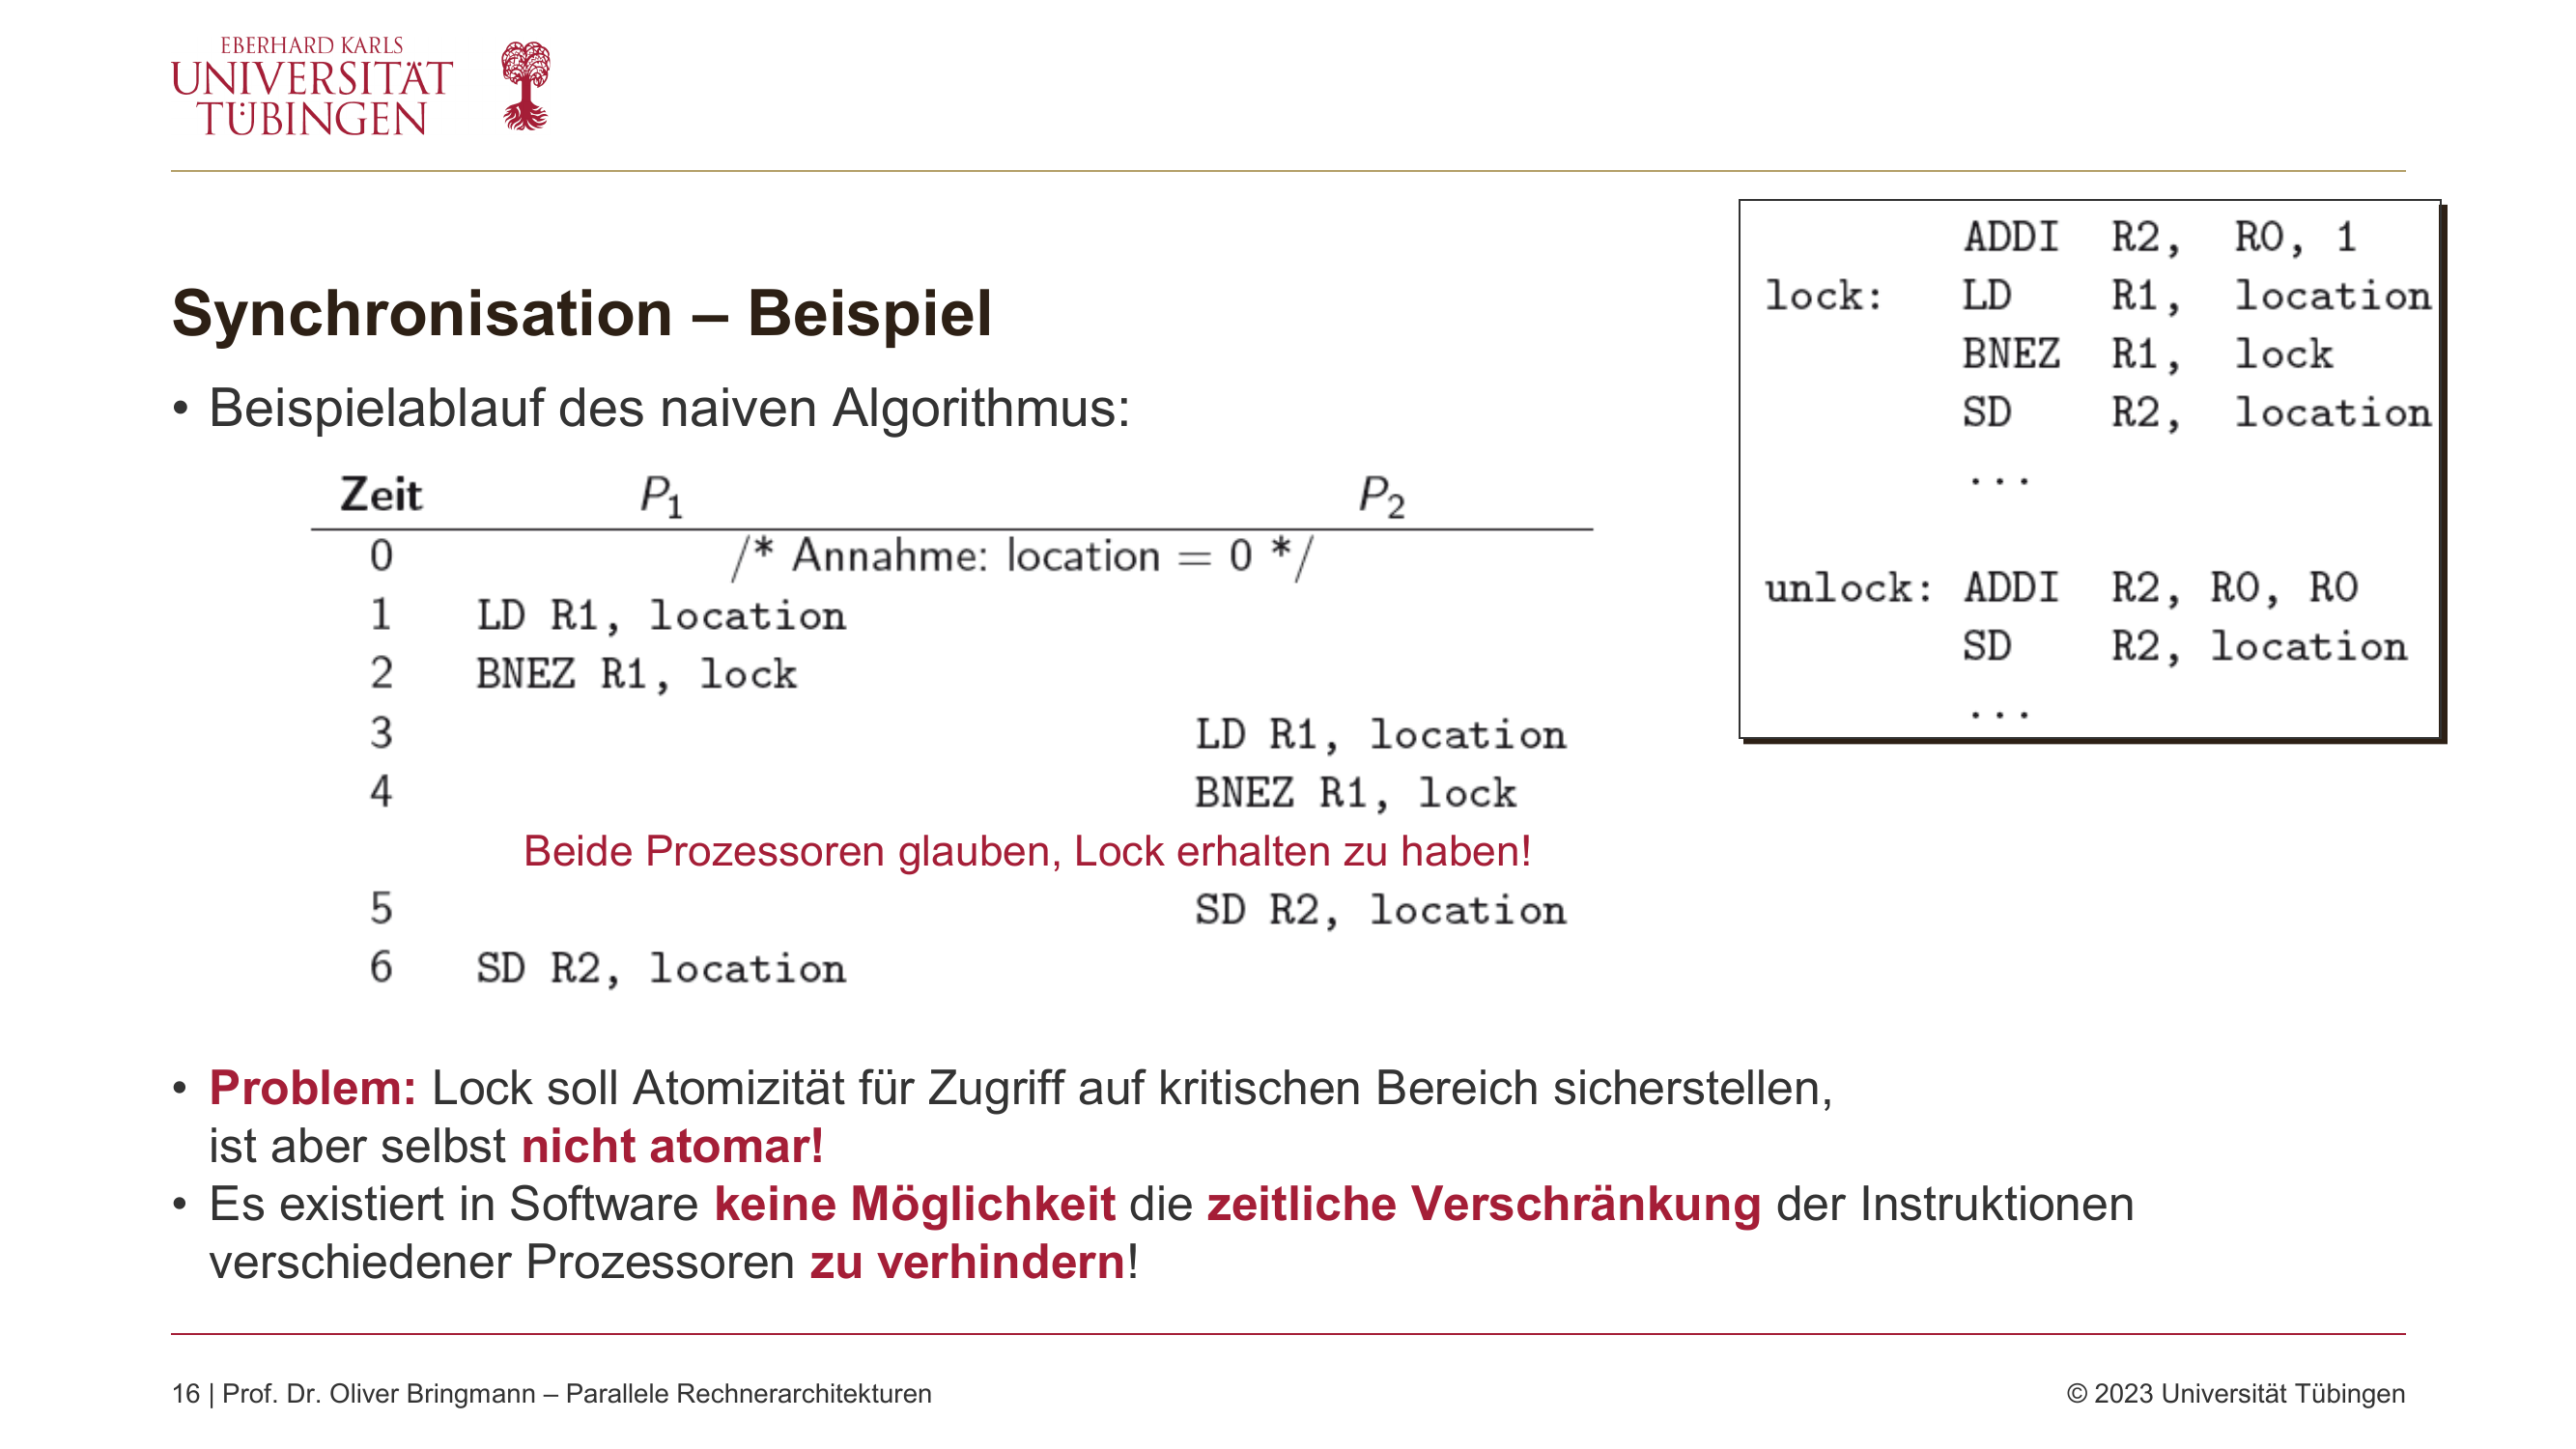 EBERHARD KARLS
UNIVERSITÄT
TÜBINGEN
Synchronisation – Beispiel
• Beispielablauf des naiven Algorithmus:
Zeit P1 P2
0 /* Annahme: location = 0 */
1 LD R1, location
2 BNEZ R1, lock
3 LD R1, location
4 BNEZ R1, lock
Beide Prozessoren glauben, Lock erhalten zu haben!
5 SD R2, location
6 SD R2, location
ADDI R2, R0, 1
lock: LD R1, location
BNEZ R1, lock
SD R2, location
...
unlock: ADDI R2, R0, R0
SD R2, location
...
• Problem: Lock soll Atomizität für Zugriff auf kritischen Bereich sicherstellen,
ist aber selbst nicht atomar!
• Es existiert in Software keine Möglichkeit die zeitliche Verschränkung der Instruktionen
verschiedener Prozessoren zu verhindern!
16 | Prof. Dr. Oliver Bringmann – Parallele Rechnerarchitekturen
© 2023 Universität Tübingen